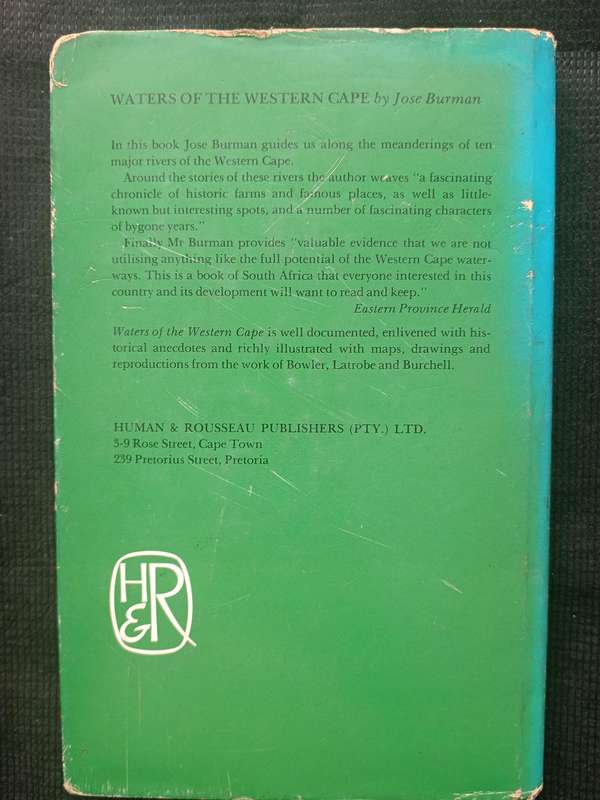 WATERS OF THE WESTERN CAPE by Jose Burman
In this book Jose Burman guides us along the meanderings of ten
major rivers of the Western Cape.
Around the stories of these rivers the author weaves "a fascinating
chronicle of historic farms and famous places, as well as little-
known but interesting spots, and a number of fascinating characters
of bygone years."
Finally Mr Burman provides "valuable evidence that we are not
utilising anything like the full potential of the Western Cape water-
ways. This is a book of South Africa that everyone interested in this
country and its development will want to read and keep."
Eastern Province Herald
Waters of the Western Cape is well documented, enlivened with his-
torical anecdotes and richly illustrated with maps, drawings and
reproductions from the work of Bowler, Latrobe and Burchell.
HUMAN & ROUSSEAU PUBLISHERS (PTY.) LTD.
3-9 Rose Street, Cape Town
239 Pretorius Street, Pretoria
H&R